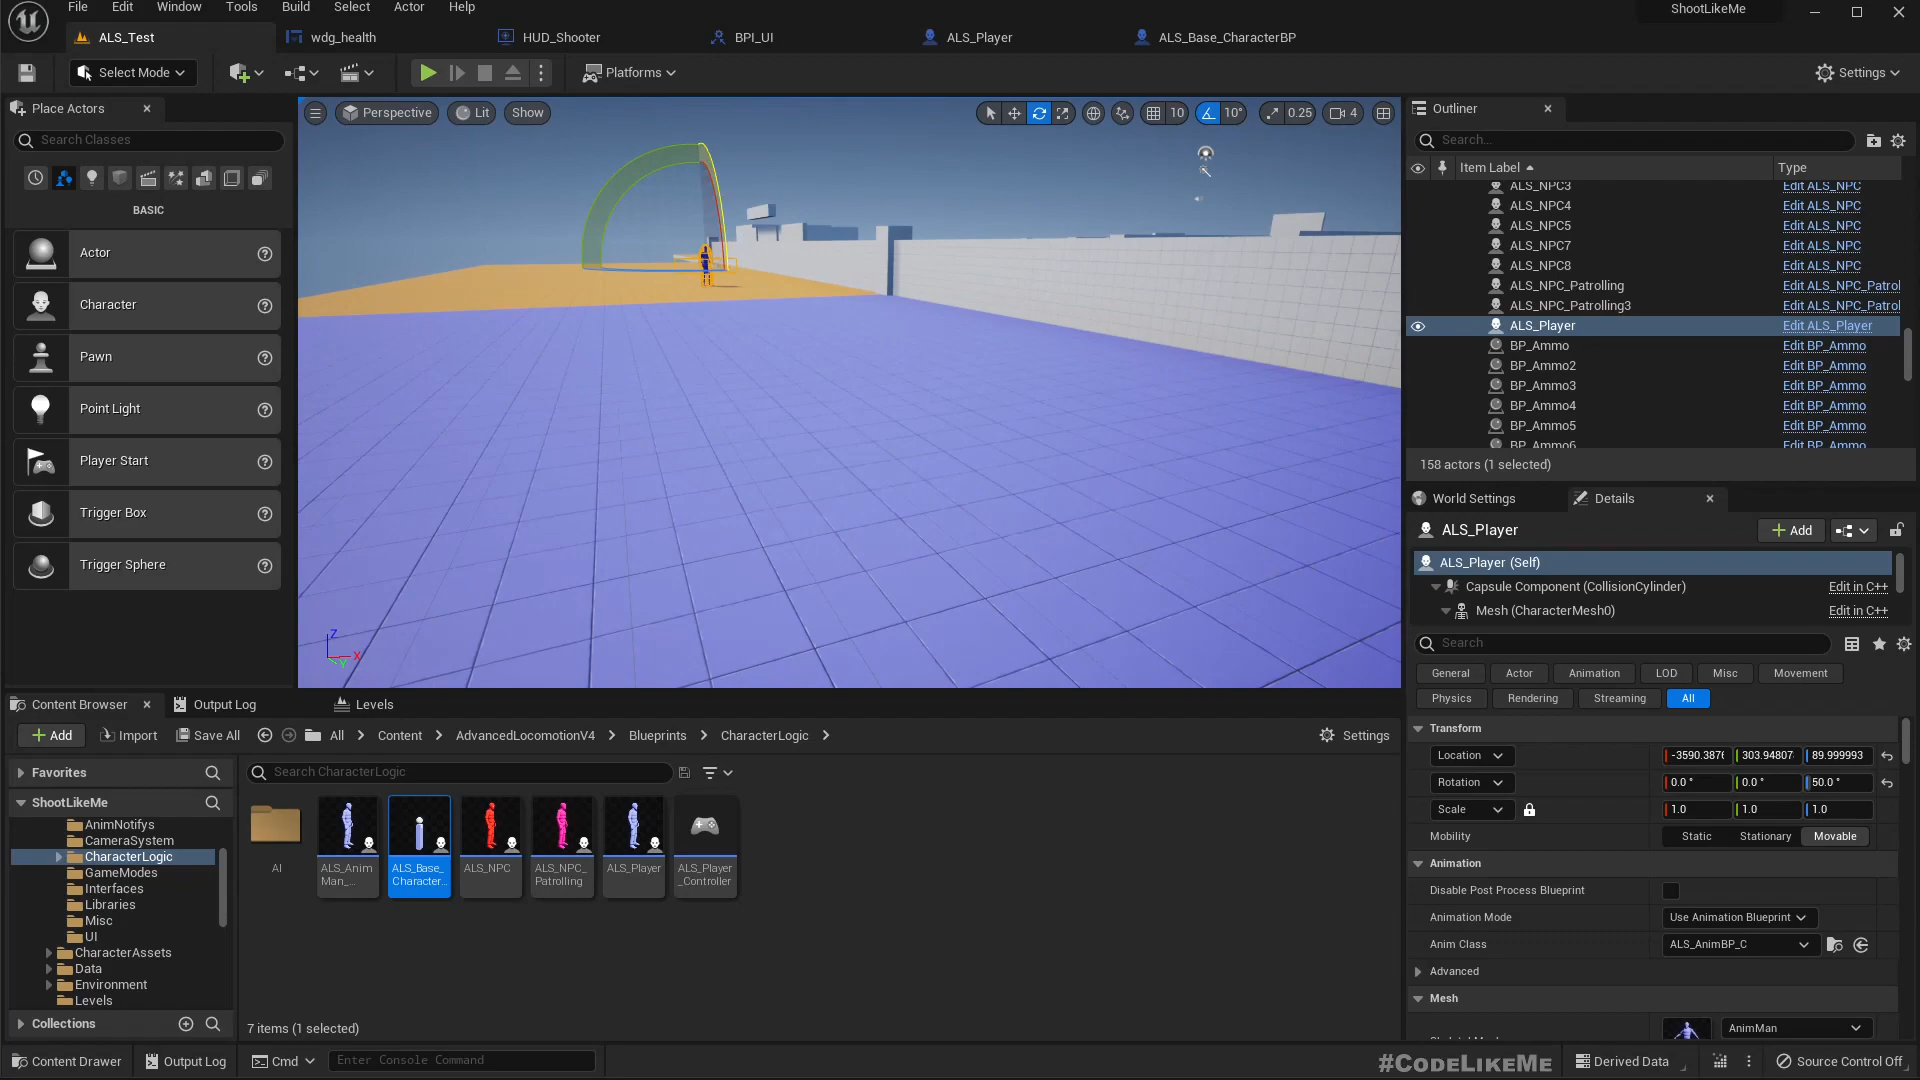 File Edit Window Tools Build Select Actor Help
ShootLikeMe
ALS_Test
wdg_health
HUD_Shooter
BPI_UI
ALS_Player
ALS_Base_CharacterBP
Select Mode
Platforms
Settings
Place Actors
Perspective
Lit
Show
10
10°
0.25
4
Outliner
Search Classes
Search...
Item Label
Type
BASIC
Actor
Character
Pawn
Point Light
Player Start
Trigger Box
Trigger Sphere
ALS_NPC3 Edit ALS_NPC
ALS_NPC4 Edit ALS_NPC
ALS_NPC5 Edit ALS_NPC
ALS_NPC7 Edit ALS_NPC
ALS_NPC8 Edit ALS_NPC
ALS_NPC_Patrolling Edit ALS_NPC_Patrol
ALS_NPC_Patrolling3 Edit ALS_NPC_Patrol
ALS_Player Edit ALS_Player
BP_Ammo Edit BP_Ammo
BP_Ammo2 Edit BP_Ammo
BP_Ammo3 Edit BP_Ammo
BP_Ammo4 Edit BP_Ammo
BP_Ammo5 Edit BP_Ammo
BP_Ammo6 Edit BP_Ammo
158 actors (1 selected)
World Settings
Details
ALS_Player
Add
ALS_Player (Self)
Capsule Component (CollisionCylinder) Edit in C++
Mesh (CharacterMesh0) Edit in C++
Search
General Actor Animation LOD Misc Movement
Physics Rendering Streaming All
Transform
Location -3590.387 303.94807 89.999993
Rotation 0.0° 0.0° 50.0°
Scale 1.0 1.0 1.0
Mobility Static Stationary Movable
Animation
Disable Post Process Blueprint
Animation Mode Use Animation Blueprint
Anim Class ALS_AnimBP_C
Advanced
Mesh
AnimMan
Z
X
Y
Content Browser
Output Log
Levels
Add
Import
Save All
All
Content
AdvancedLocomotionV4
Blueprints
CharacterLogic
Settings
Favorites
Search CharacterLogic
ShootLikeMe
AnimNotifys
CameraSystem
CharacterLogic
GameModes
Interfaces
Libraries
Misc
UI
CharacterAssets
Data
Environment
Levels
Collections
AI
ALS_Anim
Man_...
ALS_Base_
Character...
ALS_NPC
ALS_NPC_
Patrolling
ALS_Player
ALS_Player
_Controller
7 items (1 selected)
Content Drawer
Output Log
Cmd
Enter Console Command
#CODELIKEME
Derived Data
Source Control Off